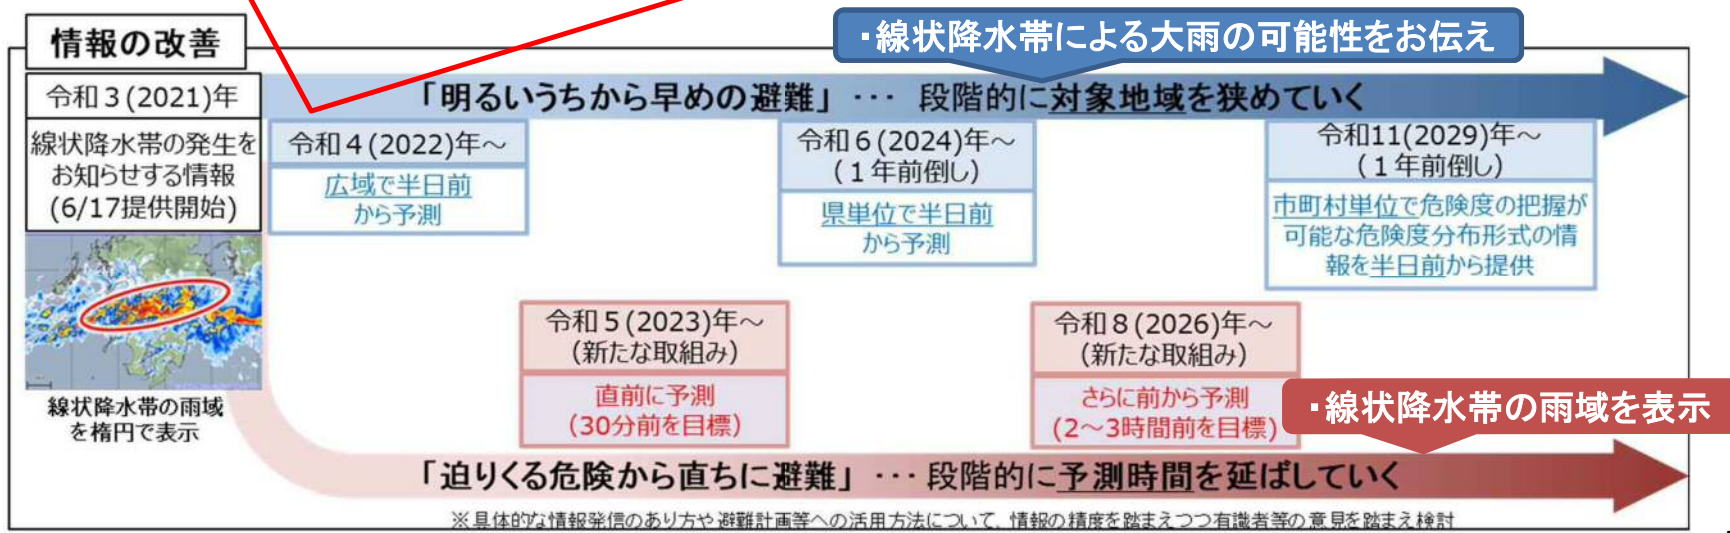 ・線状降水帯による大雨の可能性をお伝え
情報の改善
令和3(2021)年
線状降水帯の発生を
お知らせする情報
(6/17提供開始)
線状降水帯の雨域
を楕円で表示
「明るいうちから早めの避難」 ･･･ 段階的に対象地域を狭めていく
令和4(2022)年～
広域で半日前
から予測
令和6(2024)年～
(1年前倒し)
県単位で半日前
から予測
令和11(2029)年～
(1年前倒し)
市町村単位で危険度の把握が
可能な危険度分布形式の情
報を半日前から提供
令和5(2023)年～
(新たな取組み)
直前に予測
(30分前を目標)
令和8(2026)年～
(新たな取組み)
さらに前から予測
(2～3時間前を目標)
・線状降水帯の雨域を表示
「迫りくる危険から直ちに避難」 ･･･ 段階的に予測時間を延ばしていく
※具体的な情報発信のあり方や避難計画等への活用方法について、情報の精度を踏まえつつ有識者等の意見を踏まえ検討